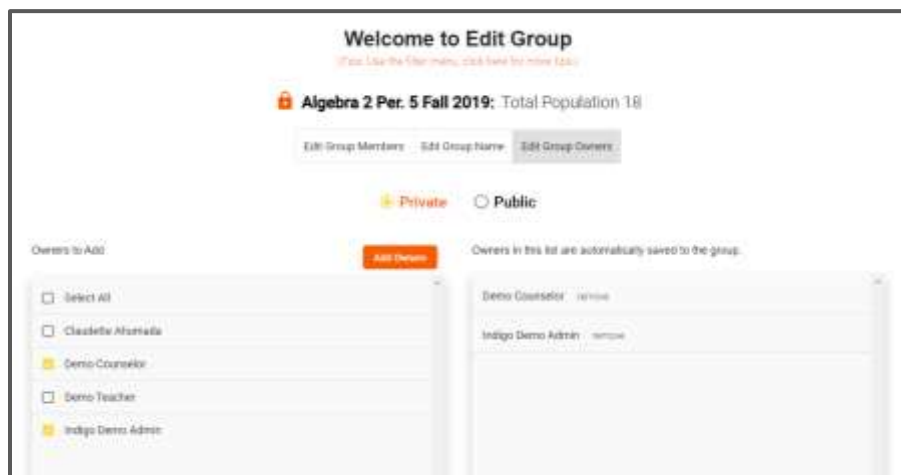 Welcome to Edit Group
Algebra 2 Per. 5 Fall 2019: Total Population 18
Edit Group Members Edit Group Name Edit Group Owners
Private Public
Owners to Add
Add Owners
Owners in this list are automatically saved to the group.
Select All
Claudette Ahumada
Demo Counselor
Demo Teacher
Indigo Demo Admin
Demo Counselor remove
Indigo Demo Admin remove